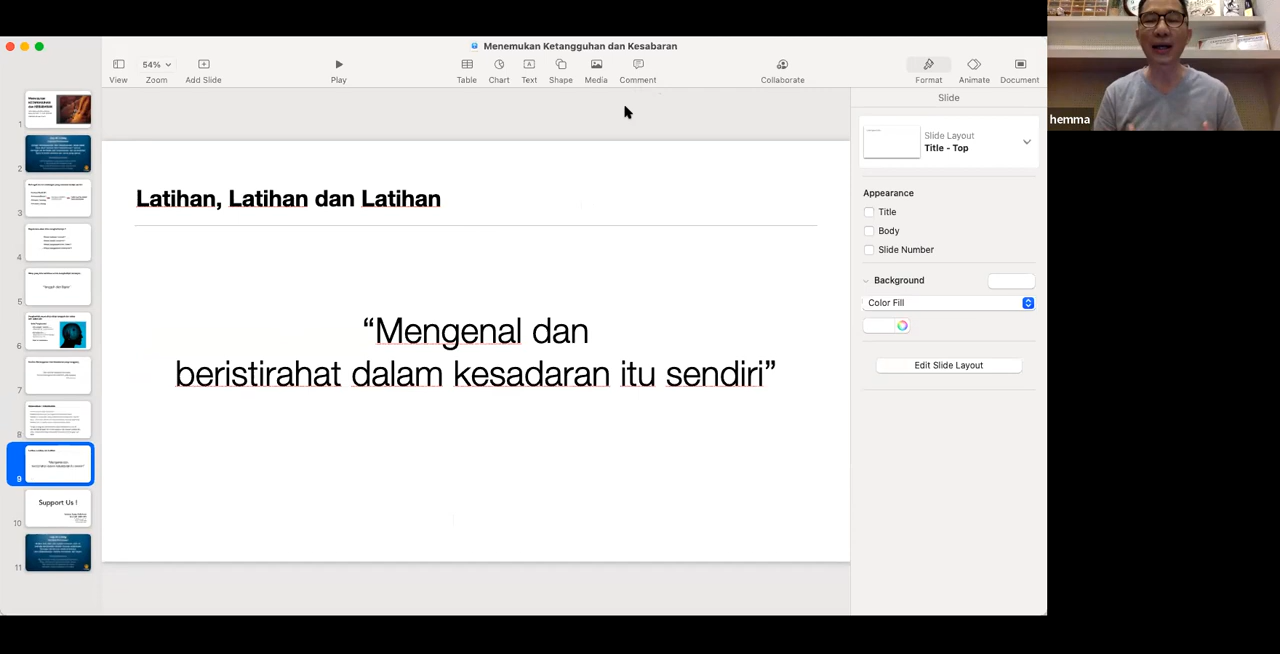 Menemukan Ketangguhan dan Kesabaran
View
54%
Zoom
Add Slide
Play
Table
Chart
Text
Shape
Media
Comment
Collaborate
Format
Animate
Document
hemma
Slide
Slide Layout
Title - Top
Appearance
Title
Body
Slide Number
Background
Color Fill
Edit Slide Layout
Latihan, Latihan dan Latihan
“Mengenal dan
beristirahat dalam kesadaran itu sendiri”
1
2
3
4
5
6
7
8
9
10
Support Us !
11